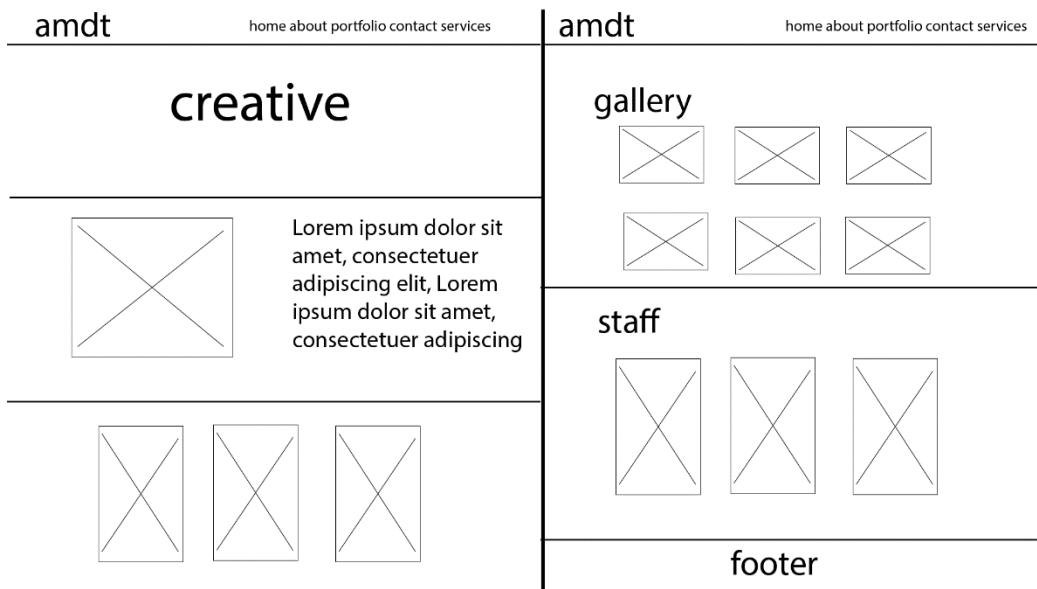 amdt
home about portfolio contact services
creative
Lorem ipsum dolor sit
amet, consectetuer
adipiscing elit, Lorem
ipsum dolor sit amet,
consectetuer adipiscing
amdt
home about portfolio contact services
gallery
staff
footer